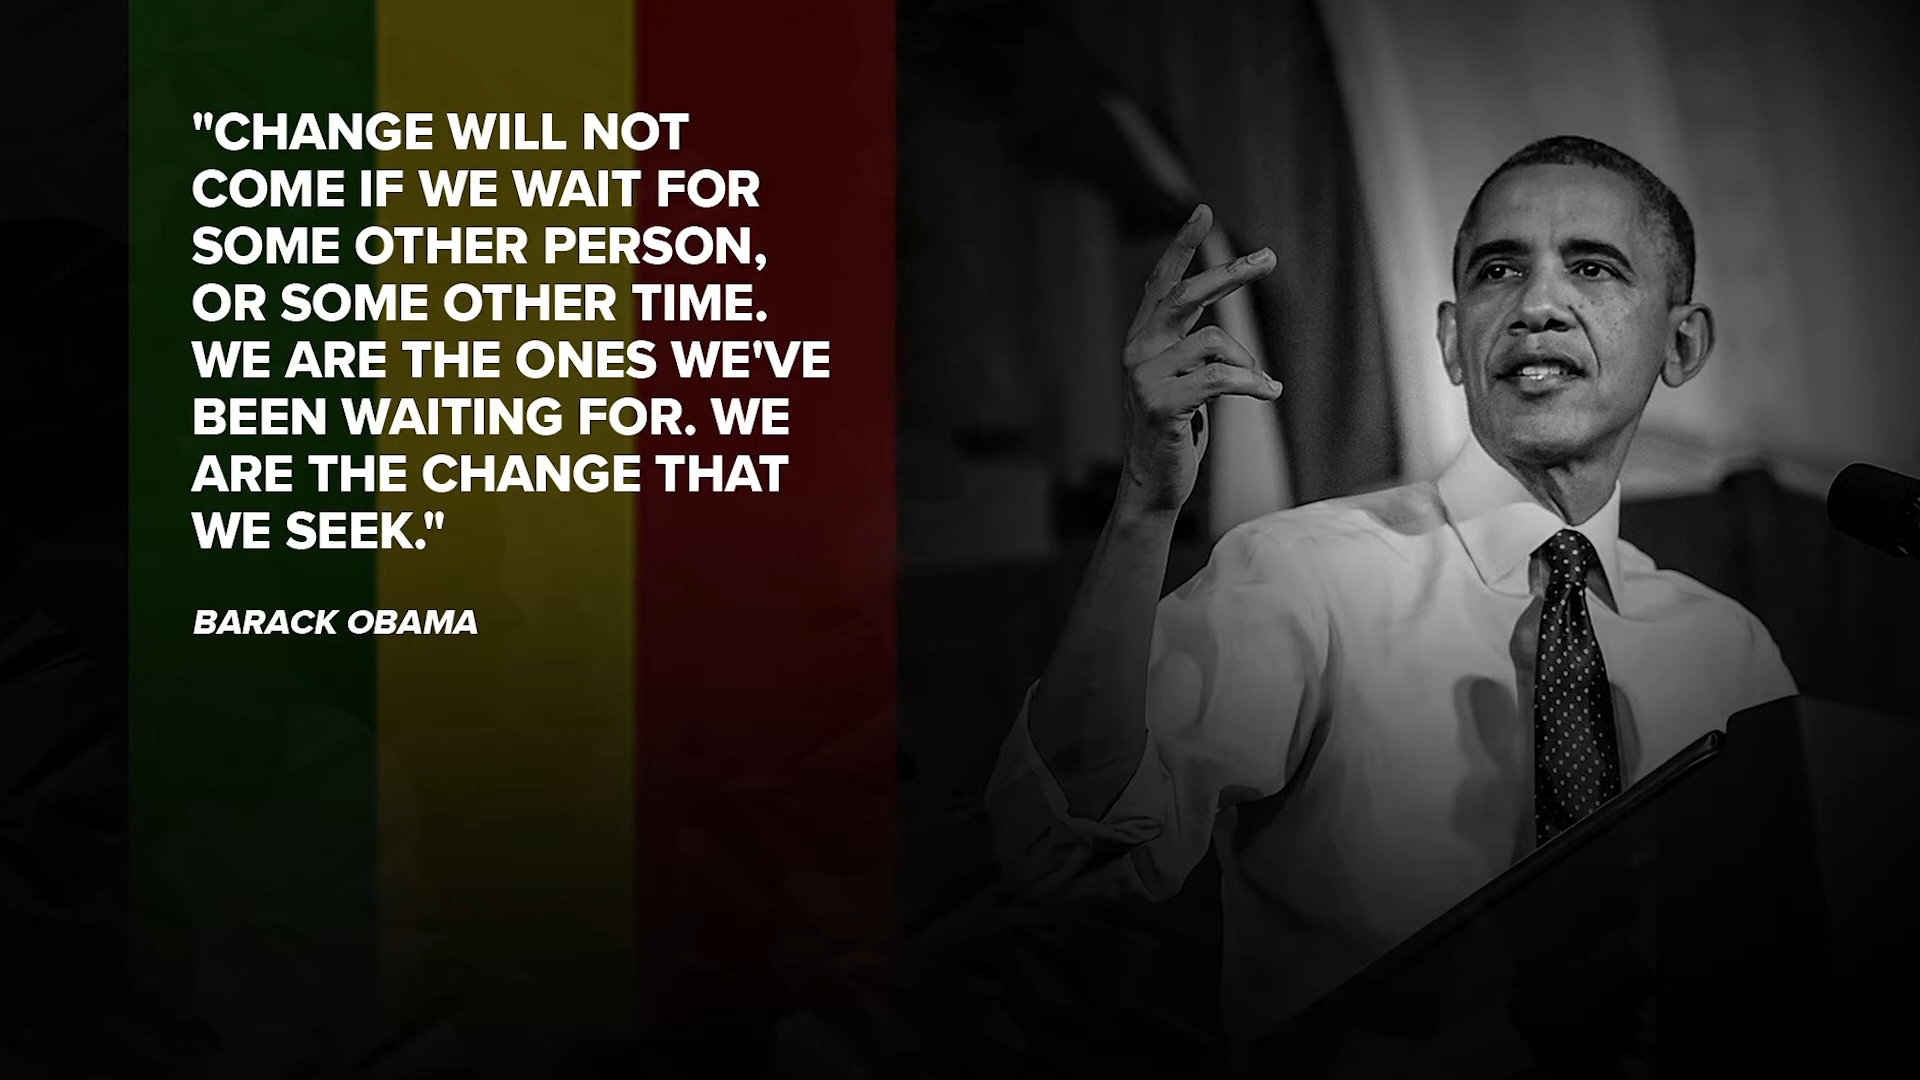 "CHANGE WILL NOT
COME IF WE WAIT FOR
SOME OTHER PERSON,
OR SOME OTHER TIME.
WE ARE THE ONES WE'VE
BEEN WAITING FOR. WE
ARE THE CHANGE THAT
WE SEEK."
BARACK OBAMA